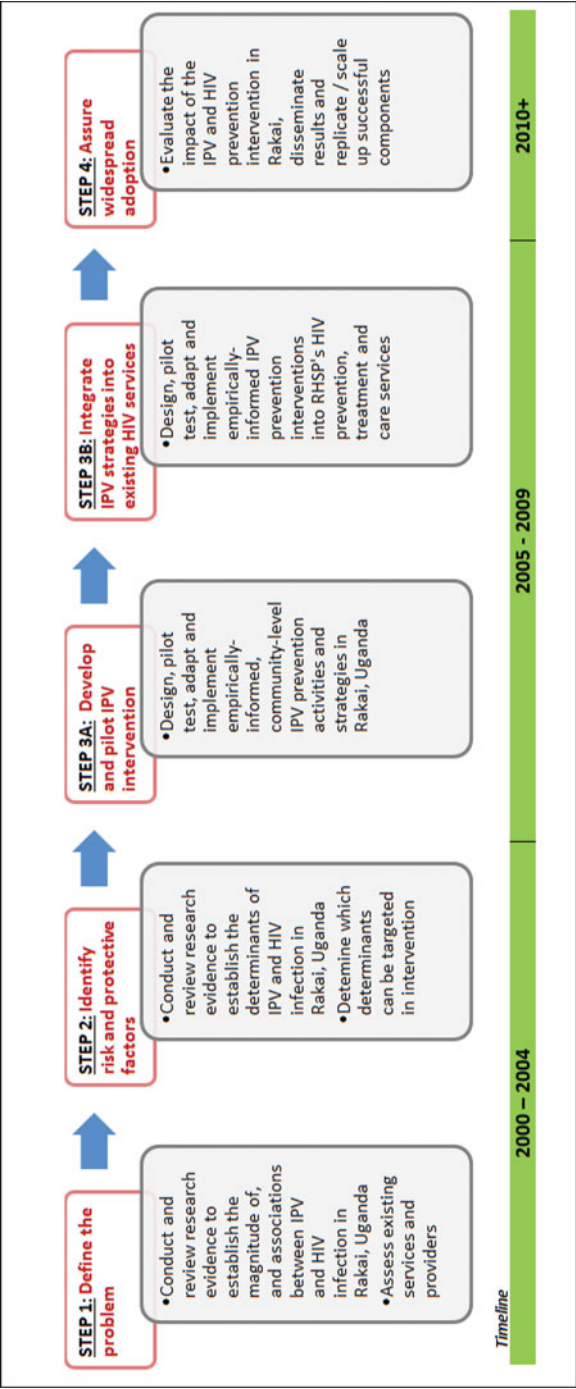 STEP 1: Define the
problem
•Conduct and
review research
evidence to
establish the
magnitude of,
and associations
between IPV
and HIV
infection in
Rakai, Uganda
•Assess existing
services and
providers
STEP 2: Identify
risk and protective
factors
•Conduct and
review research
evidence to
establish the
determinants of
IPV and HIV
infection in
Rakai, Uganda
•Detemine which
determinants
can be targeted
in intervention
STEP 3A: Develop
and pilot IPV
intervention
•Design, pilot
test, adapt and
implement
empirically-
informed,
community-level
IPV prevention
activities and
strategies in
Rakai, Uganda
STEP 3B: Integrate
IPV strategies into
existing HIV services
•Design, pilot
test, adapt and
implement
empirically-
informed IPV
prevention
interventions
into RHSP's HIV
prevention,
treatment and
care services
STEP 4: Assure
widespread
adoption
•Evaluate the
impact of the
IPV and HIV
prevention
intervention in
Rakai,
disseminate
results and
replicate / scale
up successful
components
Timeline
2000 – 2004
2005 - 2009
2010+